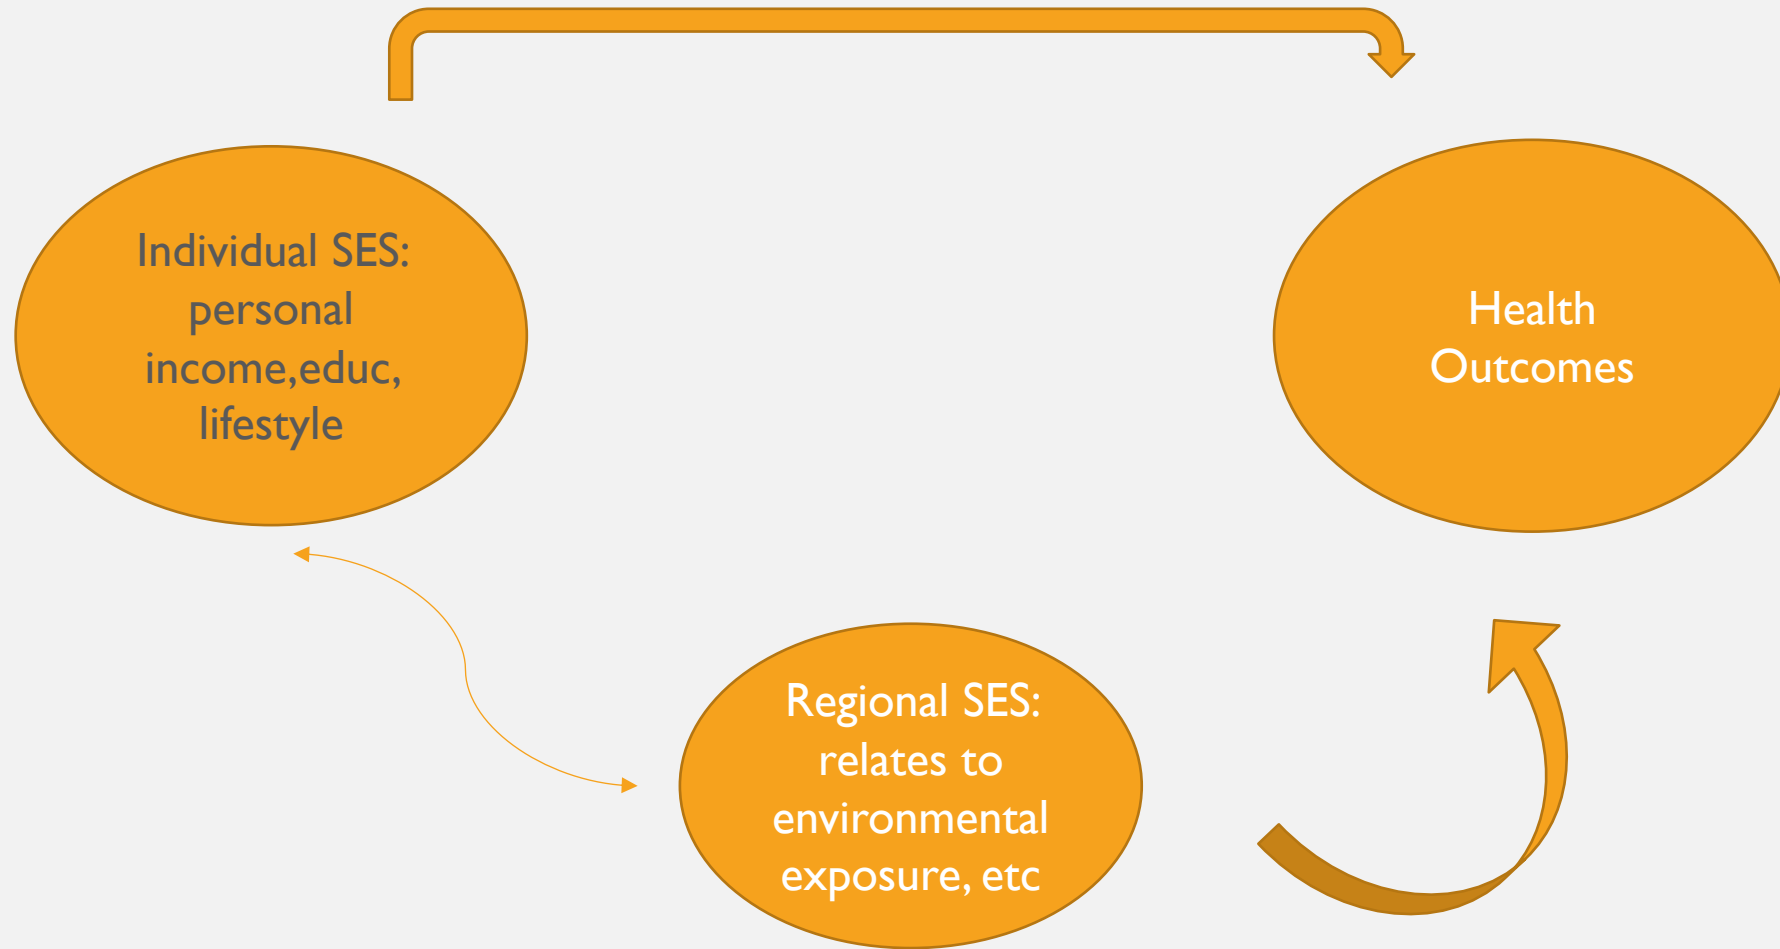 Individual SES:
personal
income,educ,
lifestyle
Health
Outcomes
Regional SES:
relates to
environmental
exposure, etc